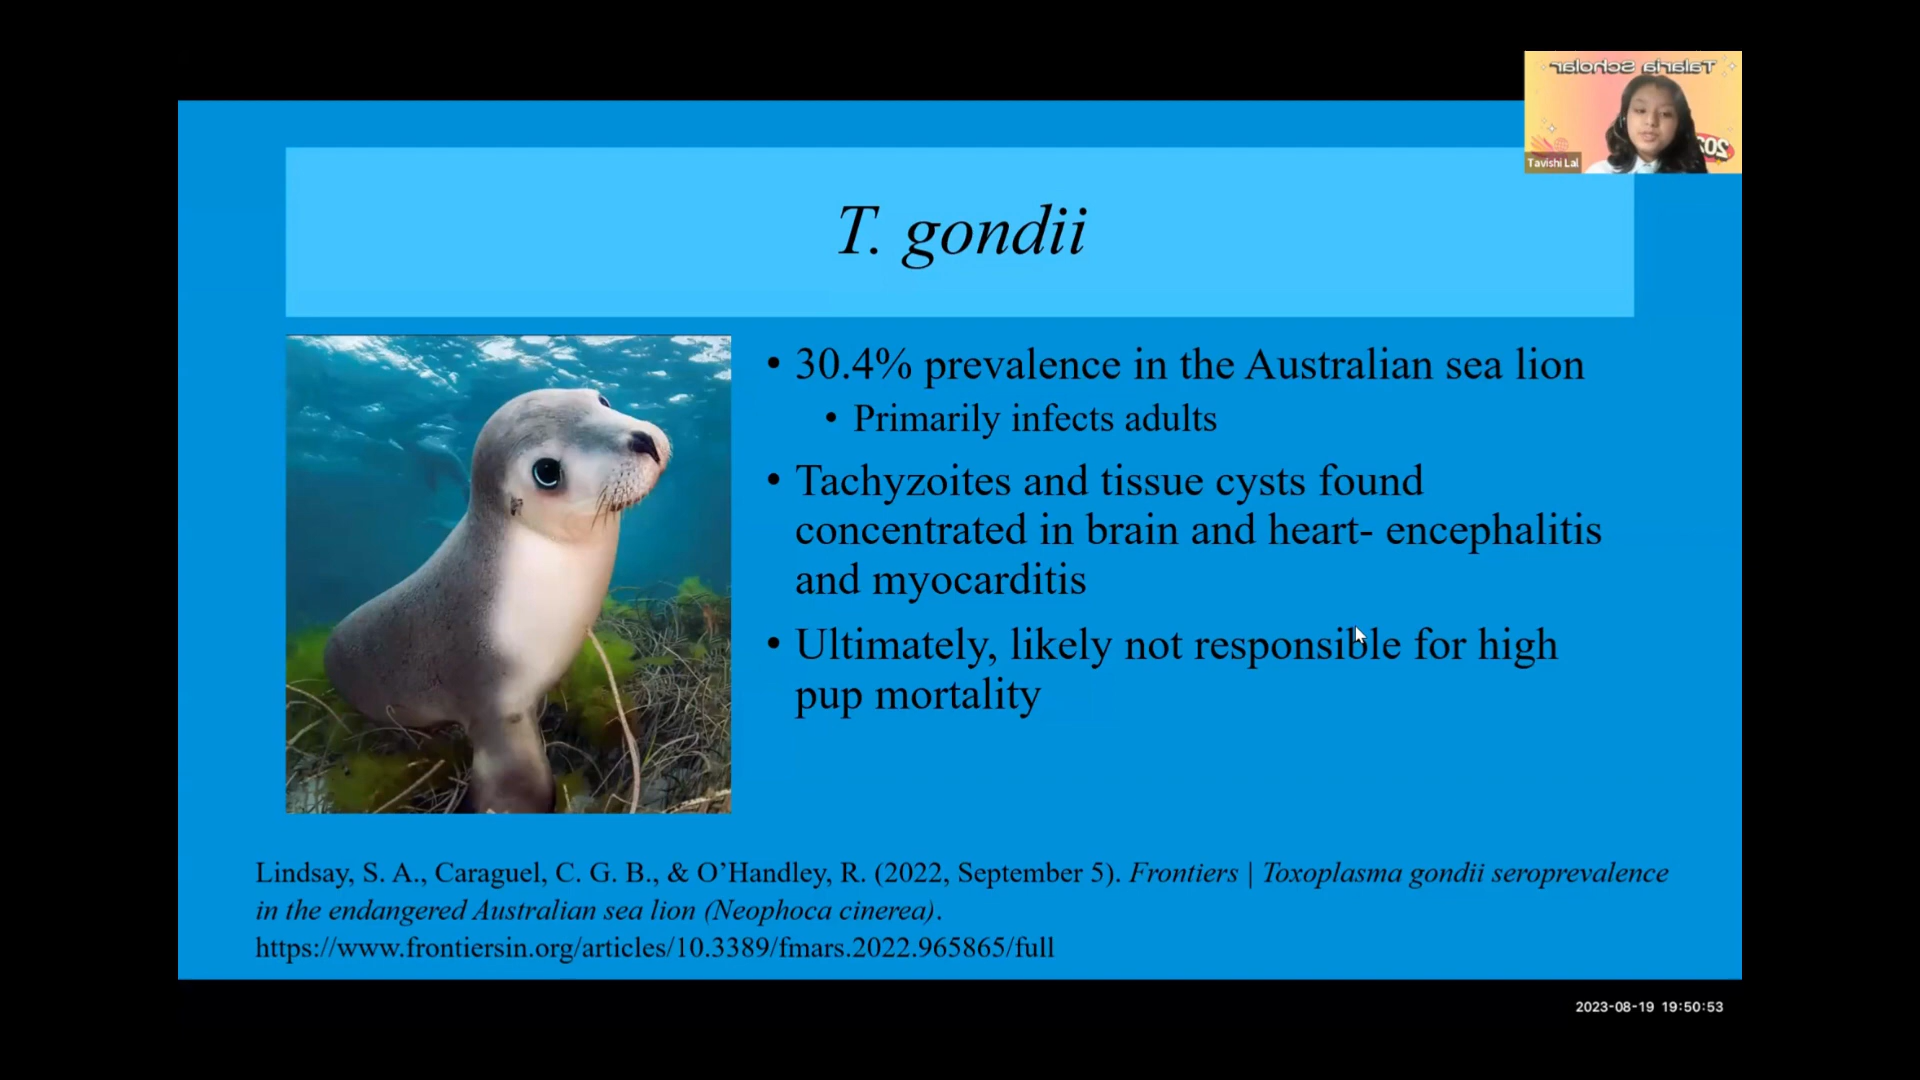 Talaria Scholar
202
Tavishi Lal
T. gondii
• 30.4% prevalence in the Australian sea lion
• Primarily infects adults
• Tachyzoites and tissue cysts found
concentrated in brain and heart- encephalitis
and myocarditis
• Ultimately, likely not responsible for high
pup mortality
Lindsay, S. A., Caraguel, C. G. B., & O’Handley, R. (2022, September 5). Frontiers | Toxoplasma gondii seroprevalence
in the endangered Australian sea lion (Neophoca cinerea).
https://www.frontiersin.org/articles/10.3389/fmars.2022.965865/full
2023-08-19 19:50:53